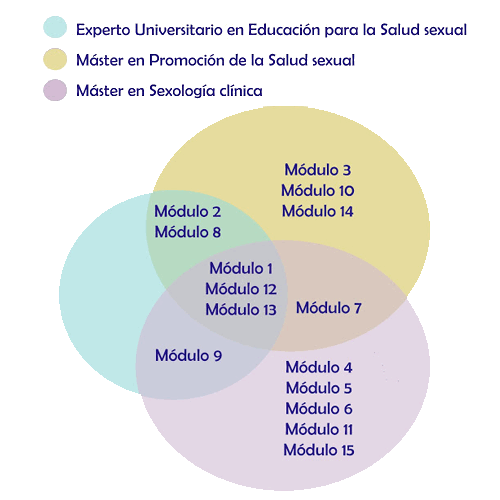 Experto Universitario en Educación para la Salud sexual
Máster en Promoción de la Salud sexual
Máster en Sexología clínica
Módulo 3
Módulo 10
Módulo 14
Módulo 2
Módulo 8
Módulo 1
Módulo 12
Módulo 13
Módulo 7
Módulo 9
Módulo 4
Módulo 5
Módulo 6
Módulo 11
Módulo 15